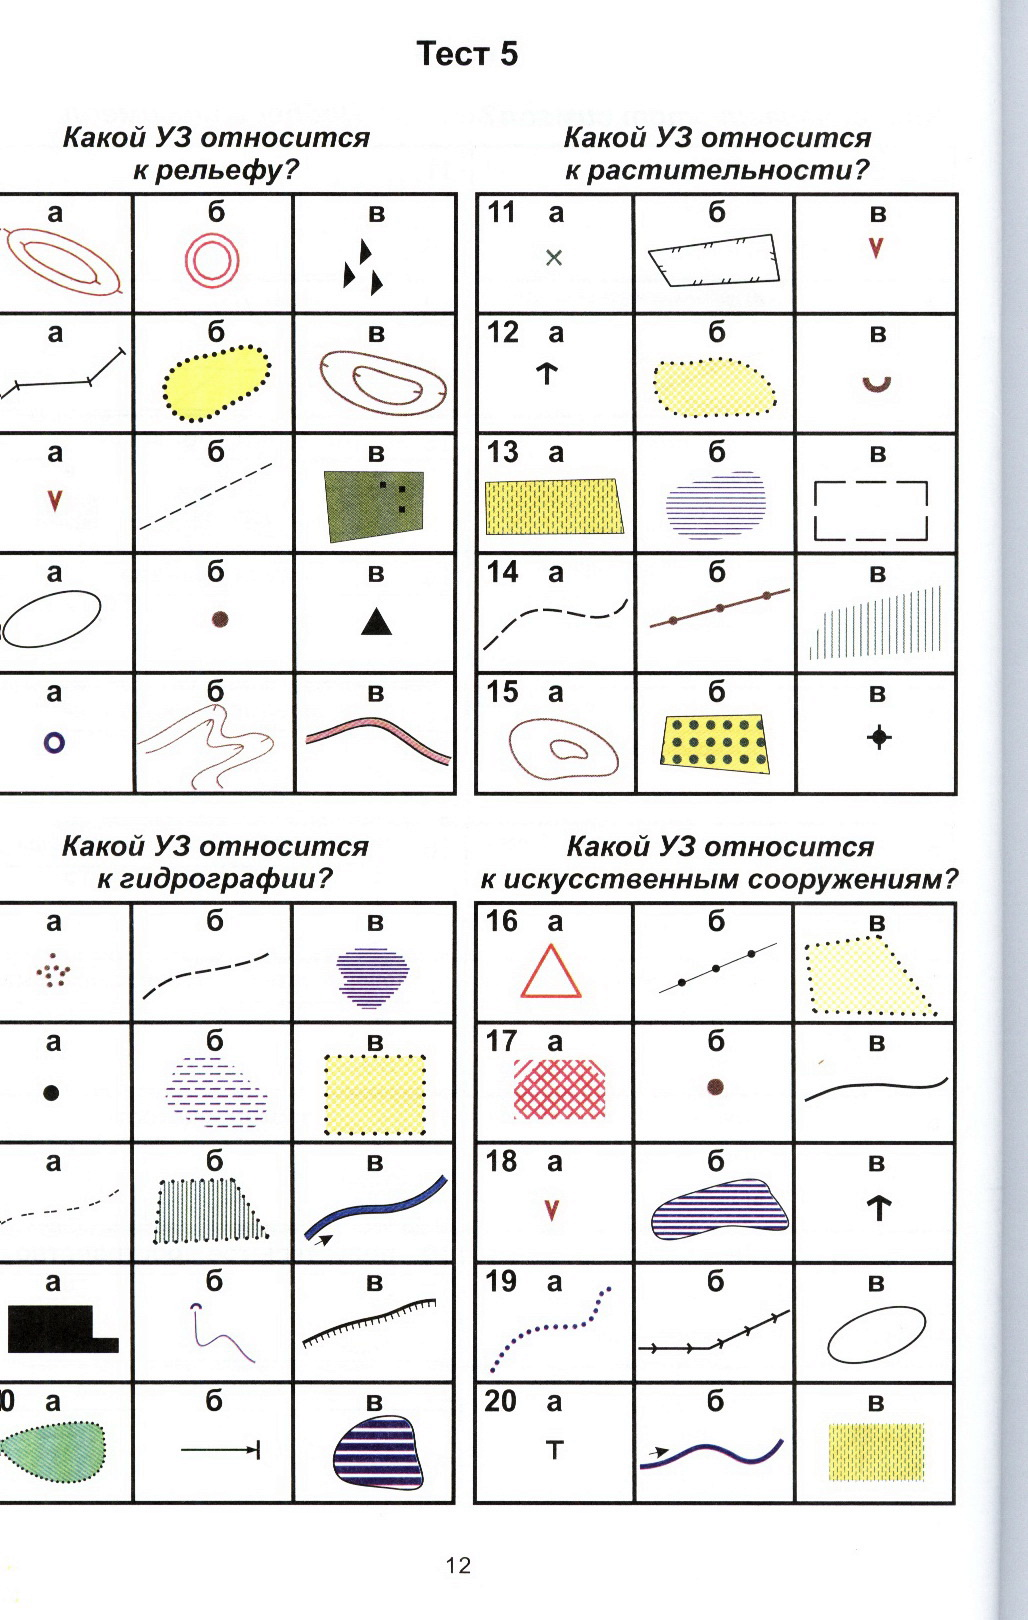 Тест 5
Какой УЗ относится
к рельефу?
а б в
а б в
а б в
а б в
а б в
Какой УЗ относится
к растительности?
11 а б в
12 а б в
13 а б в
14 а б в
15 а б в
Какой УЗ относится
к гидрографии?
а б в
а б в
а б в
а б в
0 а б в
Какой УЗ относится
к искусственным сооружениям?
16 а б в
17 а б в
18 а б в
19 а б в
20 а б в
12